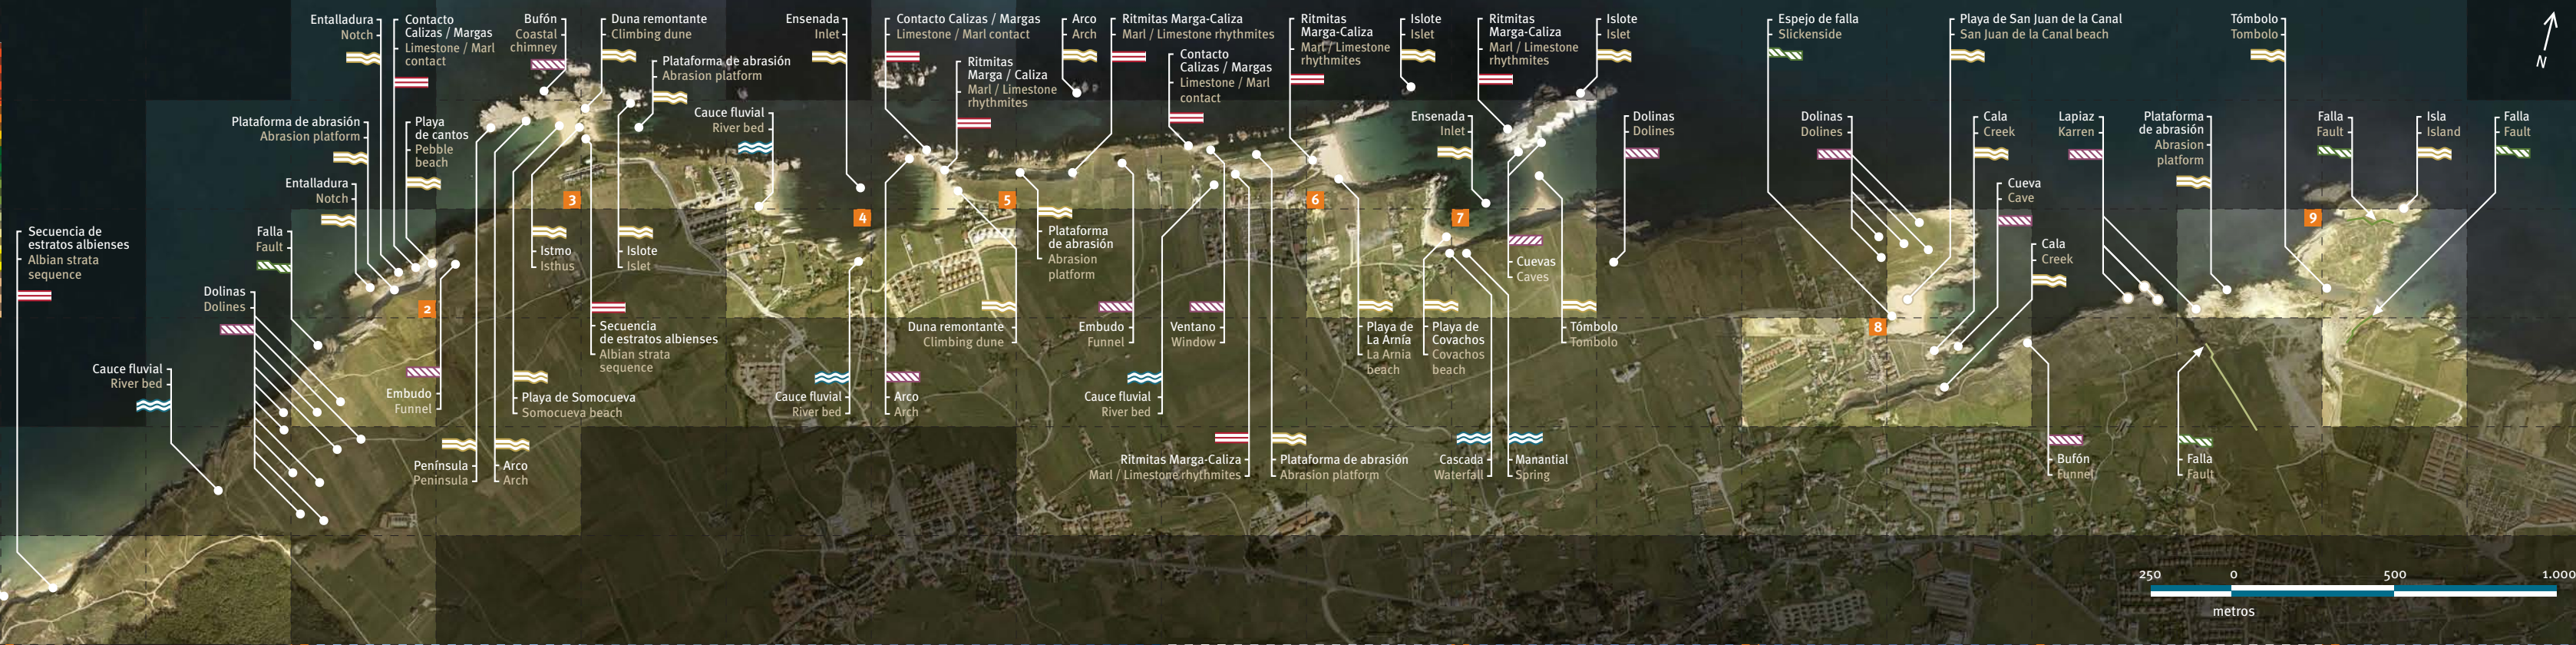 Entalladura
Notch
Contacto
Calizas / Margas
Limestone / Marl
contact
Bufón
Coastal
chimney
Duna remontante
Climbing dune
Plataforma de abrasión
Abrasion platform
Ensenada
Inlet
Contacto Calizas / Margas
Limestone / Marl contact
Ritmitas
Marga / Caliza
Marl / Limestone
rhythmites
Arco
Arch
Ritmitas Marga-Caliza
Marl / Limestone rhythmites
Contacto
Calizas / Margas
Limestone / Marl
contact
Ritmitas
Marga-Caliza
Marl / Limestone
rhythmites
Islote
Islet
Ritmitas
Marga-Caliza
Marl / Limestone
rhythmites
Islote
Islet
Espejo de falla
Slickenside
Playa de San Juan de la Canal
San Juan de la Canal beach
Tómbolo
Tombolo
N
Plataforma de abrasión
Abrasion platform
Playa
de cantos
Pebble
beach
Cauce fluvial
River bed
Ensenada
Inlet
Dolinas
Dolines
Dolinas
Dolines
Cala
Creek
Lapiaz
Karren
Plataforma
de abrasión
Abrasion
platform
Falla
Fault
Isla
Island
Falla
Fault
Entalladura
Notch
Cueva
Cave
3
5
6
4
7
9
Secuencia de
estratos albienses
Albian strata
sequence
Falla
Fault
Istmo
Isthus
Islote
Islet
Plataforma
de abrasión
Abrasion
platform
Cuevas
Caves
Cala
Creek
Dolinas
Dolines
2
8
Secuencia
de estratos albienses
Albian strata
sequence
Duna remontante
Climbing dune
Embudo
Funnel
Ventano
Window
Playa de
La Arnía
La Arnia
beach
Playa de
Covachos
Covachos
beach
Tómbolo
Tombolo
Cauce fluvial
River bed
Embudo
Funnel
Playa de Somocueva
Somocueva beach
Cauce fluvial
River bed
Arco
Arch
Cauce fluvial
River bed
Península
Peninsula
Arco
Arch
Ritmitas Marga-Caliza
Marl / Limestone rhythmites
Plataforma de abrasión
Abrasion platform
Cascada
Waterfall
Manantial
Spring
Bufón
Funnel
Falla
Fault
250
0
500
1.000
metros